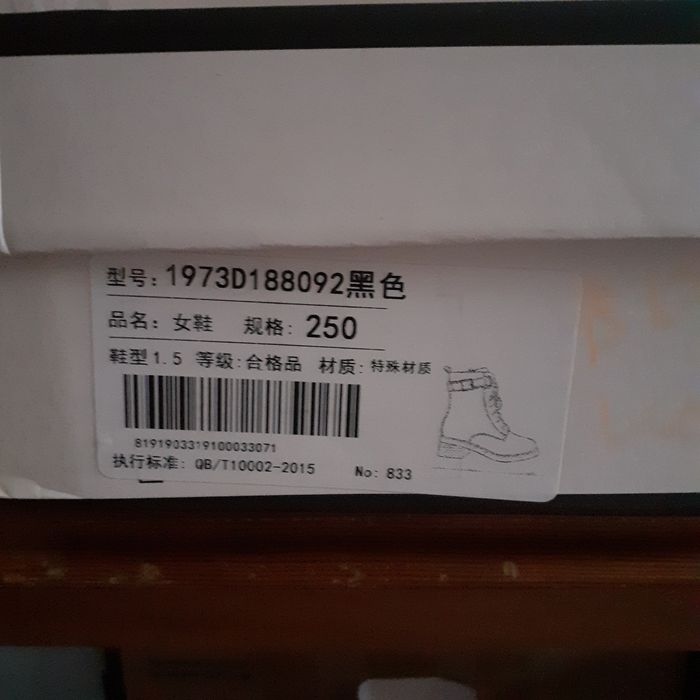 型号: 1973D188092黑色
品名: 女鞋 规格: 250
鞋型1.5 等级:合格品 材质: 特殊材质
8191903319100033071
执行标准: QB/T10002-2015 No: 833